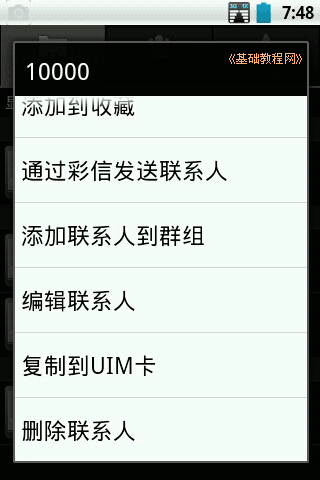 7:48
《基础教程网》
10000
添加到收藏
通过彩信发送联系人
添加联系人到群组
编辑联系人
复制到UIM卡
删除联系人